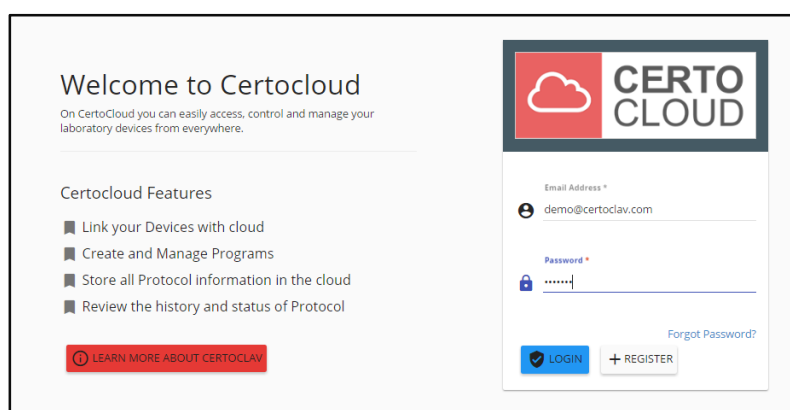 Welcome to Certocloud
On CertoCloud you can easily access, control and manage your
laboratory devices from everywhere.
Certocloud Features
Link your Devices with cloud
Create and Manage Programs
Store all Protocol information in the cloud
Review the history and status of Protocol
LEARN MORE ABOUT CERTOCLAV
CERTO
CLOUD
Email Address *
demo@certoclav.com
Password *
•••••••
Forgot Password?
LOGIN
REGISTER